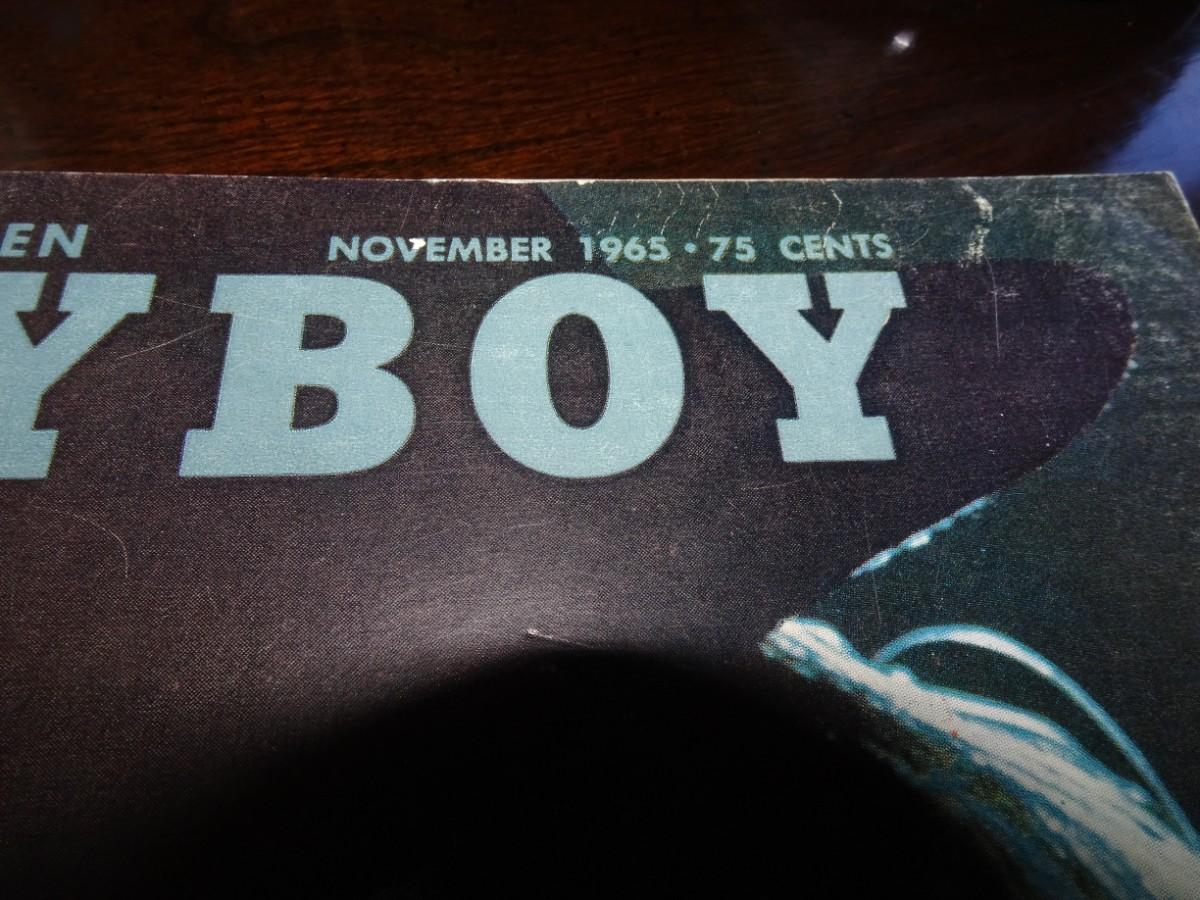 EN NOVEMBER 1965 • 75 CENTS
YBOY